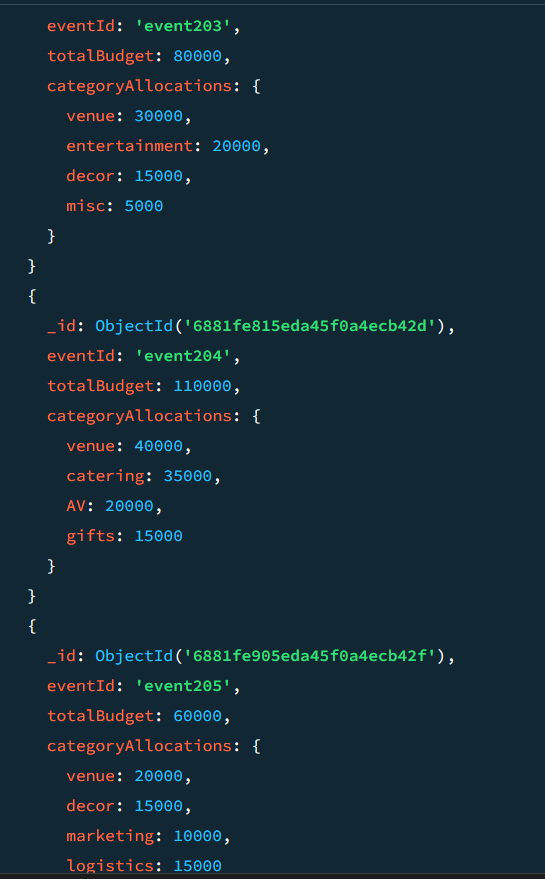 eventId: 'event203',
totalBudget: 80000,
categoryAllocations: {
venue: 30000,
entertainment: 20000,
decor: 15000,
misc: 5000
}
}
{
_id: ObjectId('6881fe815eda45f0a4ecb42d'),
eventId: 'event204',
totalBudget: 110000,
categoryAllocations: {
venue: 40000,
catering: 35000,
AV: 20000,
gifts: 15000
}
}
{
_id: ObjectId('6881fe905eda45f0a4ecb42f'),
eventId: 'event205',
totalBudget: 60000,
categoryAllocations: {
venue: 20000,
decor: 15000,
marketing: 10000,
logistics: 15000